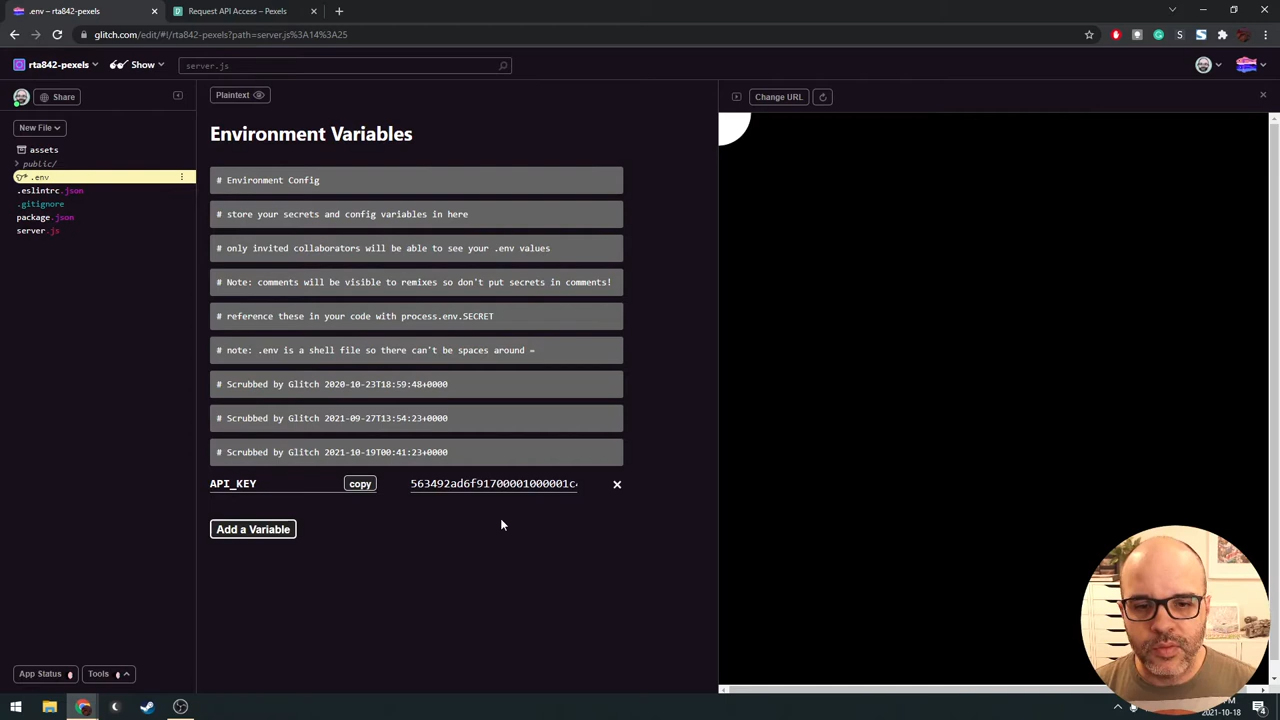 .env – rta842-pexels
Request API Access – Pexels
glitch.com/edit/#!/rta842-pexels?path=server.js%3A14%3A25
rta842-pexels
Show
server.js
Share
Plaintext
Change URL
New File
Environment Variables
assets
public/
.env
.eslintrc.json
.gitignore
package.json
server.js
# Environment Config
# store your secrets and config variables in here
# only invited collaborators will be able to see your .env values
# Note: comments will be visible to remixes so don't put secrets in comments!
# reference these in your code with process.env.SECRET
# note: .env is a shell file so there can't be spaces around =
# Scrubbed by Glitch 2020-10-23T18:59:48+0000
# Scrubbed by Glitch 2021-09-27T13:54:23+0000
# Scrubbed by Glitch 2021-10-19T00:41:23+0000
API_KEY
copy
563492ad6f91700001000001c
Add a Variable
App Status
Tools
2021-10-18
4